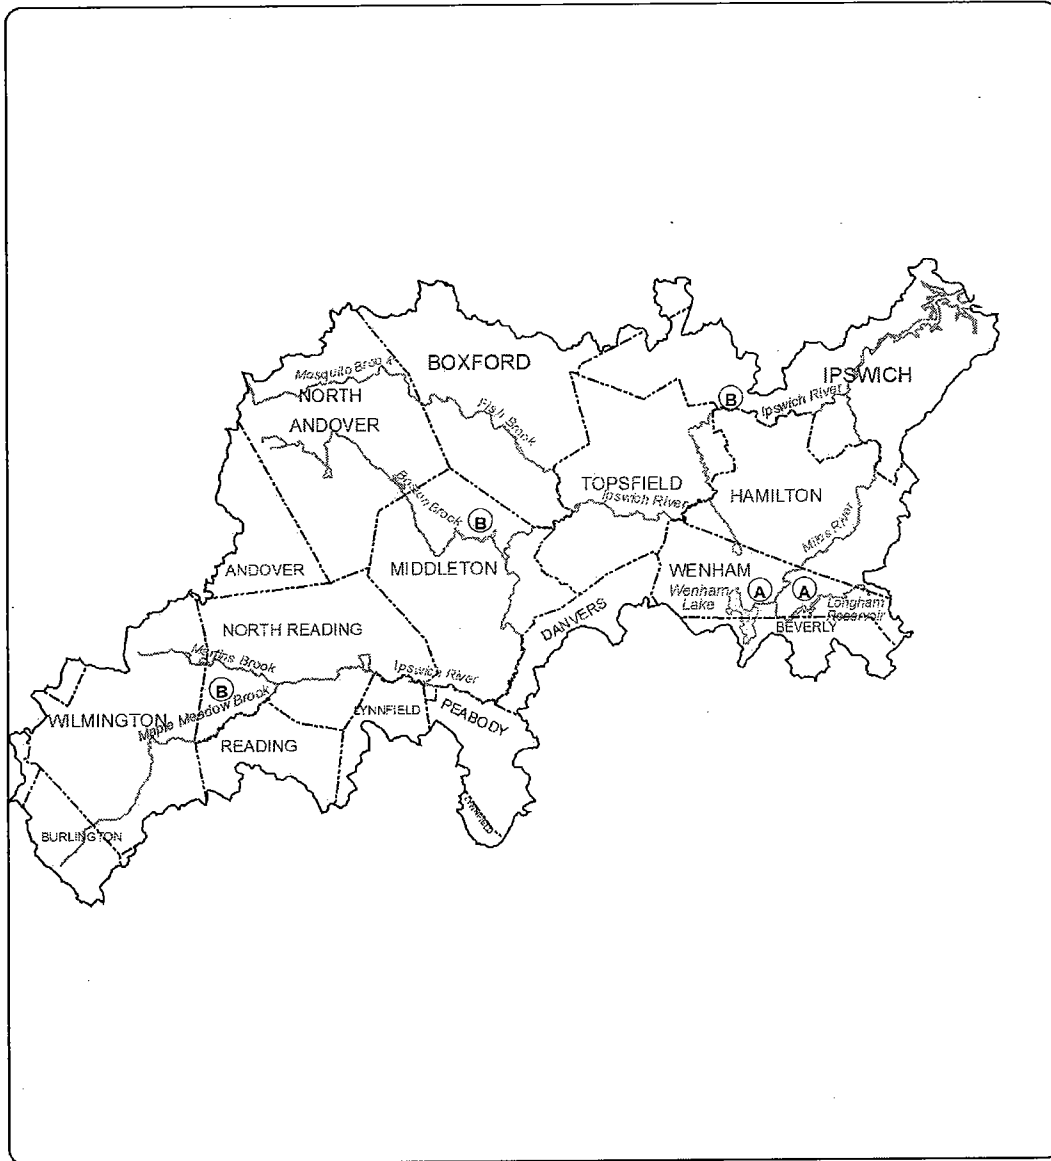 BOXFORD
Mosquito Brook
NORTH
ANDOVER
IPSWICH
B
Ipswich River
Fish Brook
TOPSFIELD
Ipswich River
HAMILTON
Boston Brook
B
Miles River
ANDOVER
MIDDLETON
WENHAM
Wenham
Lake
A
A
Longham
Reservoir
BEVERLY
DANVERS
NORTH READING
Martins Brook
Ipswich River
B
Maple Meadow Brook
WILMINGTON
LYNNFIELD
PEABODY
READING
LYNNFIELD
BURLINGTON